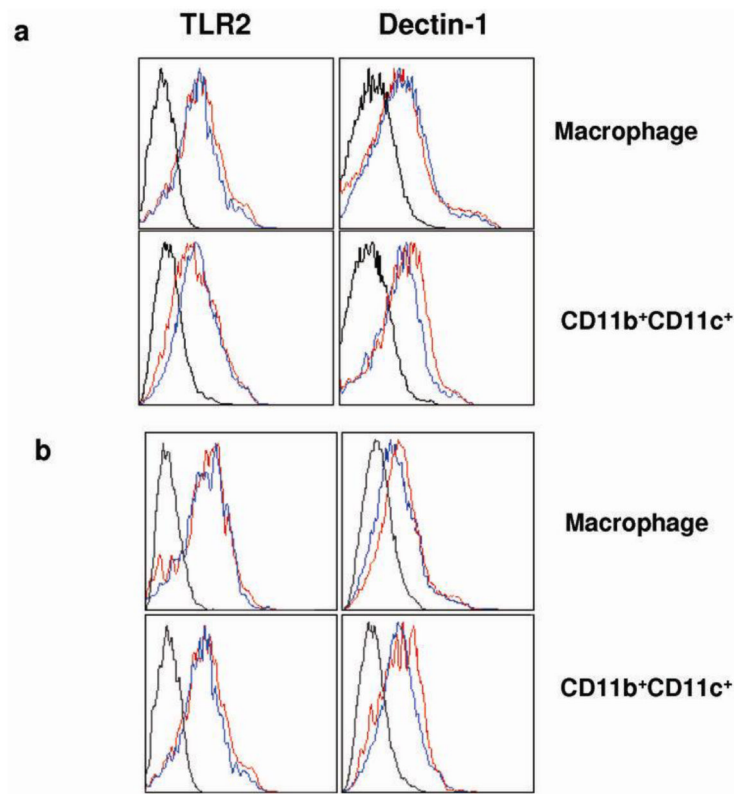 TLR2 Dectin-1
a
Macrophage
CD11b⁺CD11c⁺
b
Macrophage
CD11b⁺CD11c⁺